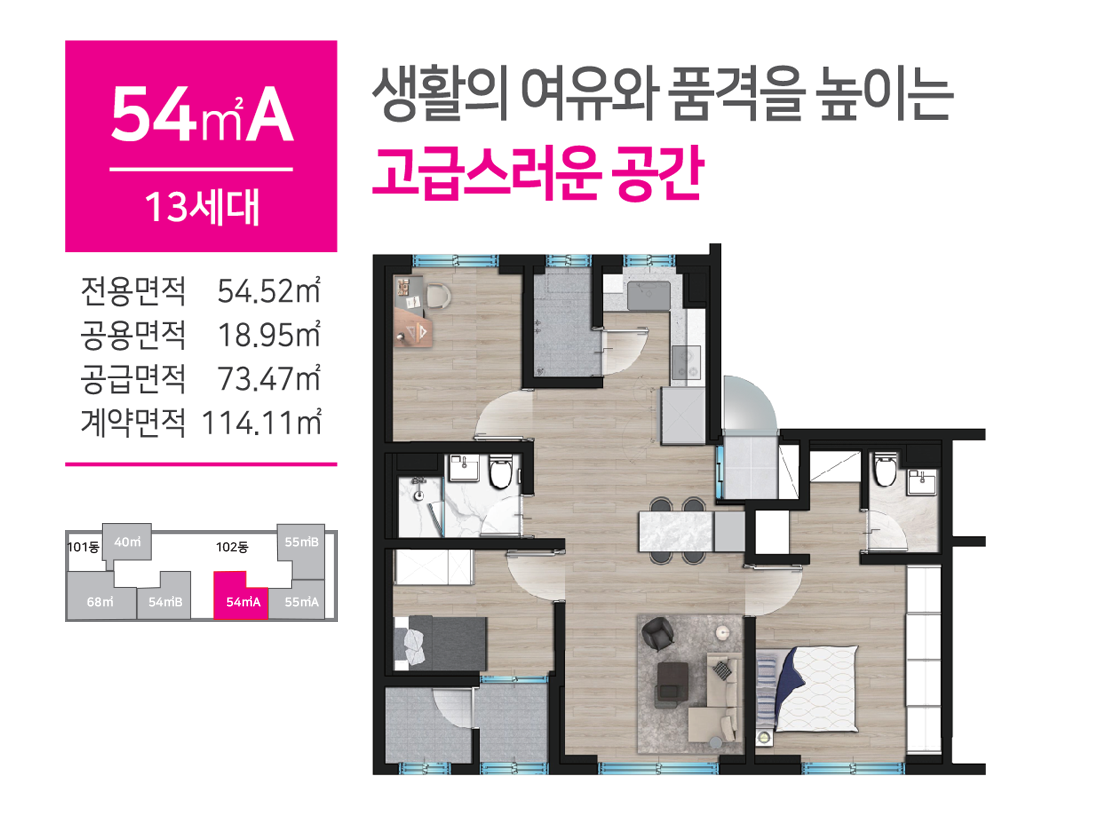 54㎡A
13세대
생활의 여유와 품격을 높이는
고급스러운 공간
전용면적 54.52㎡
공용면적 18.95㎡
공급면적 73.47㎡
계약면적 114.11㎡
101동 40㎡ 102동 55㎡B
68㎡ 54㎡B 54㎡A 55㎡A